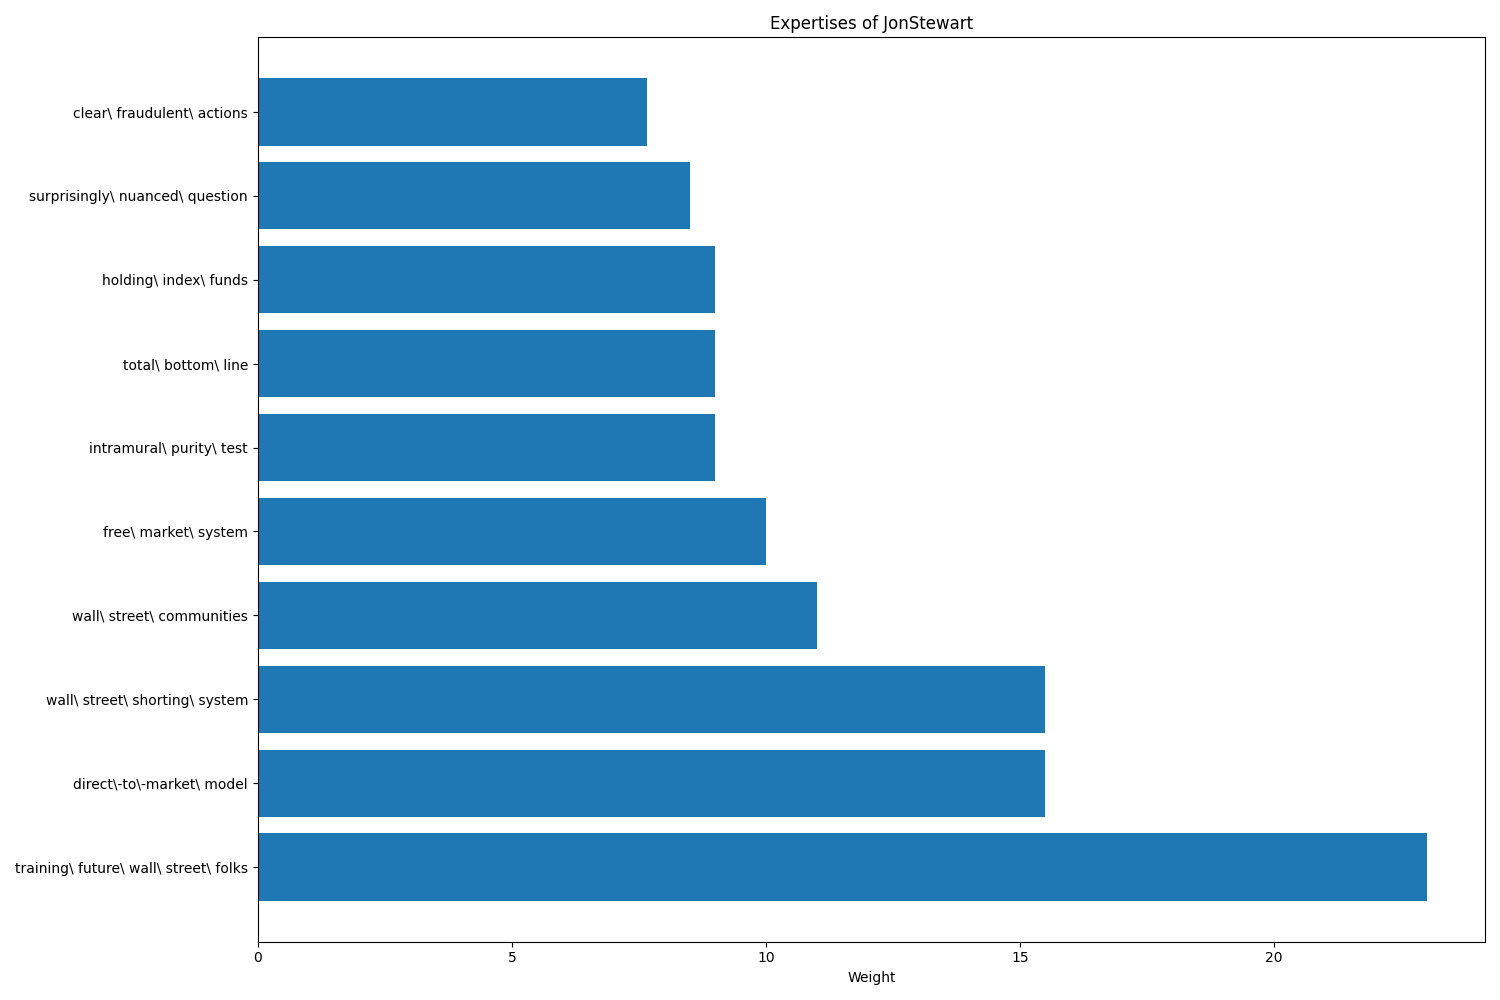 Expertises of JonStewart
clear\ fraudulent\ actions
surprisingly\ nuanced\ question
holding\ index\ funds
total\ bottom\ line
intramural\ purity\ test
free\ market\ system
wall\ street\ communities
wall\ street\ shorting\ system
direct\-to\-market\ model
training\ future\ wall\ street\ folks
0 5 10 15 20
Weight